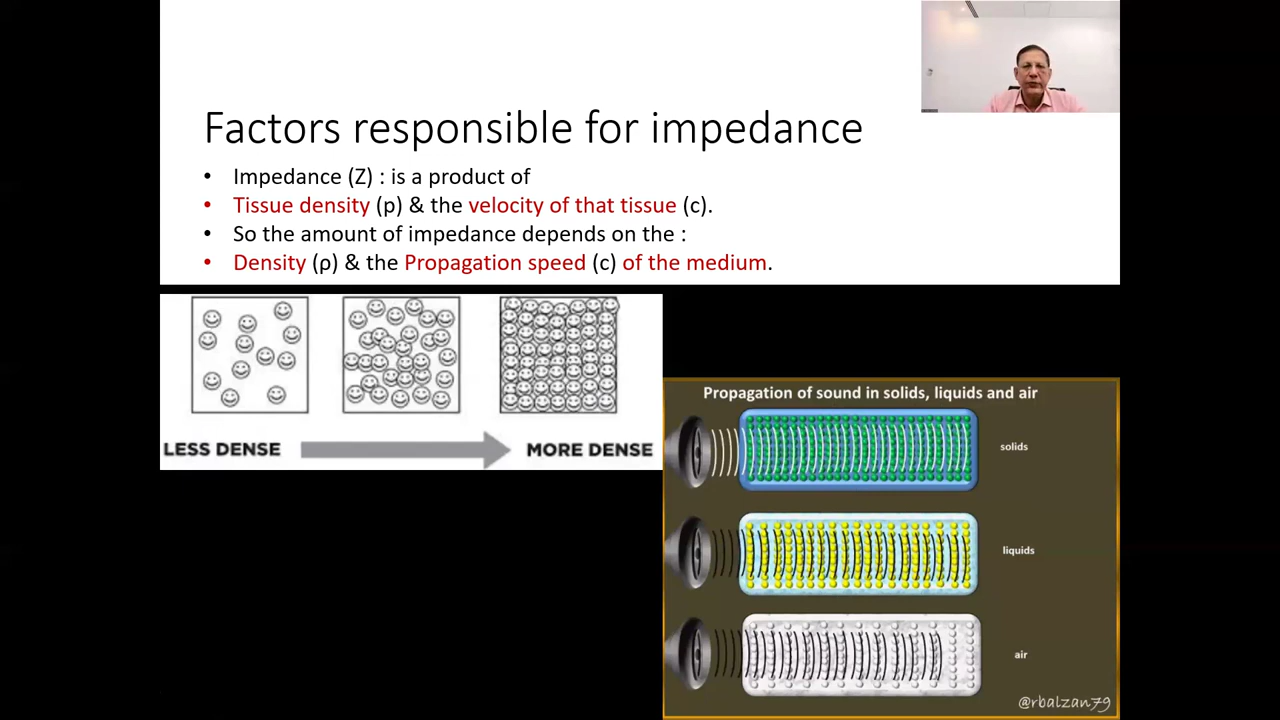 Factors responsible for impedance
• Impedance (Z) : is a product of
• Tissue density (p) & the velocity of that tissue (c).
• So the amount of impedance depends on the :
• Density (ρ) & the Propagation speed (c) of the medium.
LESS DENSE
MORE DENSE
Propagation of sound in solids, liquids and air
solids
liquids
air
@rbalzan79